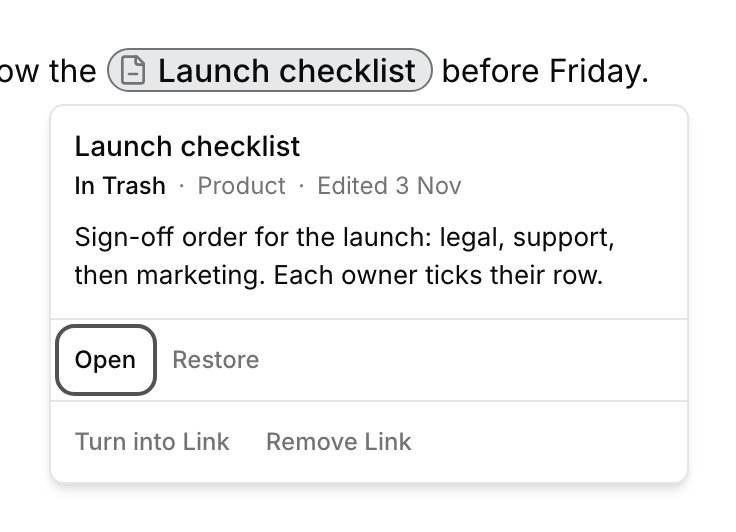 ow the Launch checklist before Friday.
Launch checklist
In Trash · Product · Edited 3 Nov
Sign-off order for the launch: legal, support,
then marketing. Each owner ticks their row.
Open Restore
Turn into Link Remove Link